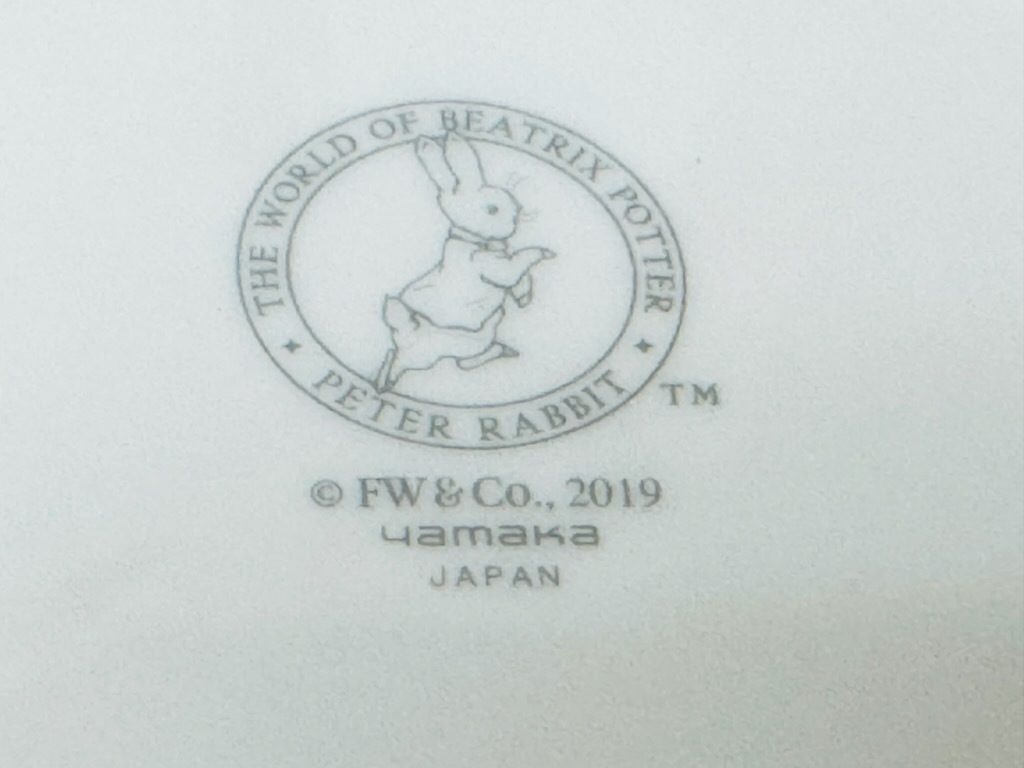 THE WORLD OF BEATRIX POTTER
PETER RABBIT
TM
© FW & Co., 2019
yamaka
JAPAN